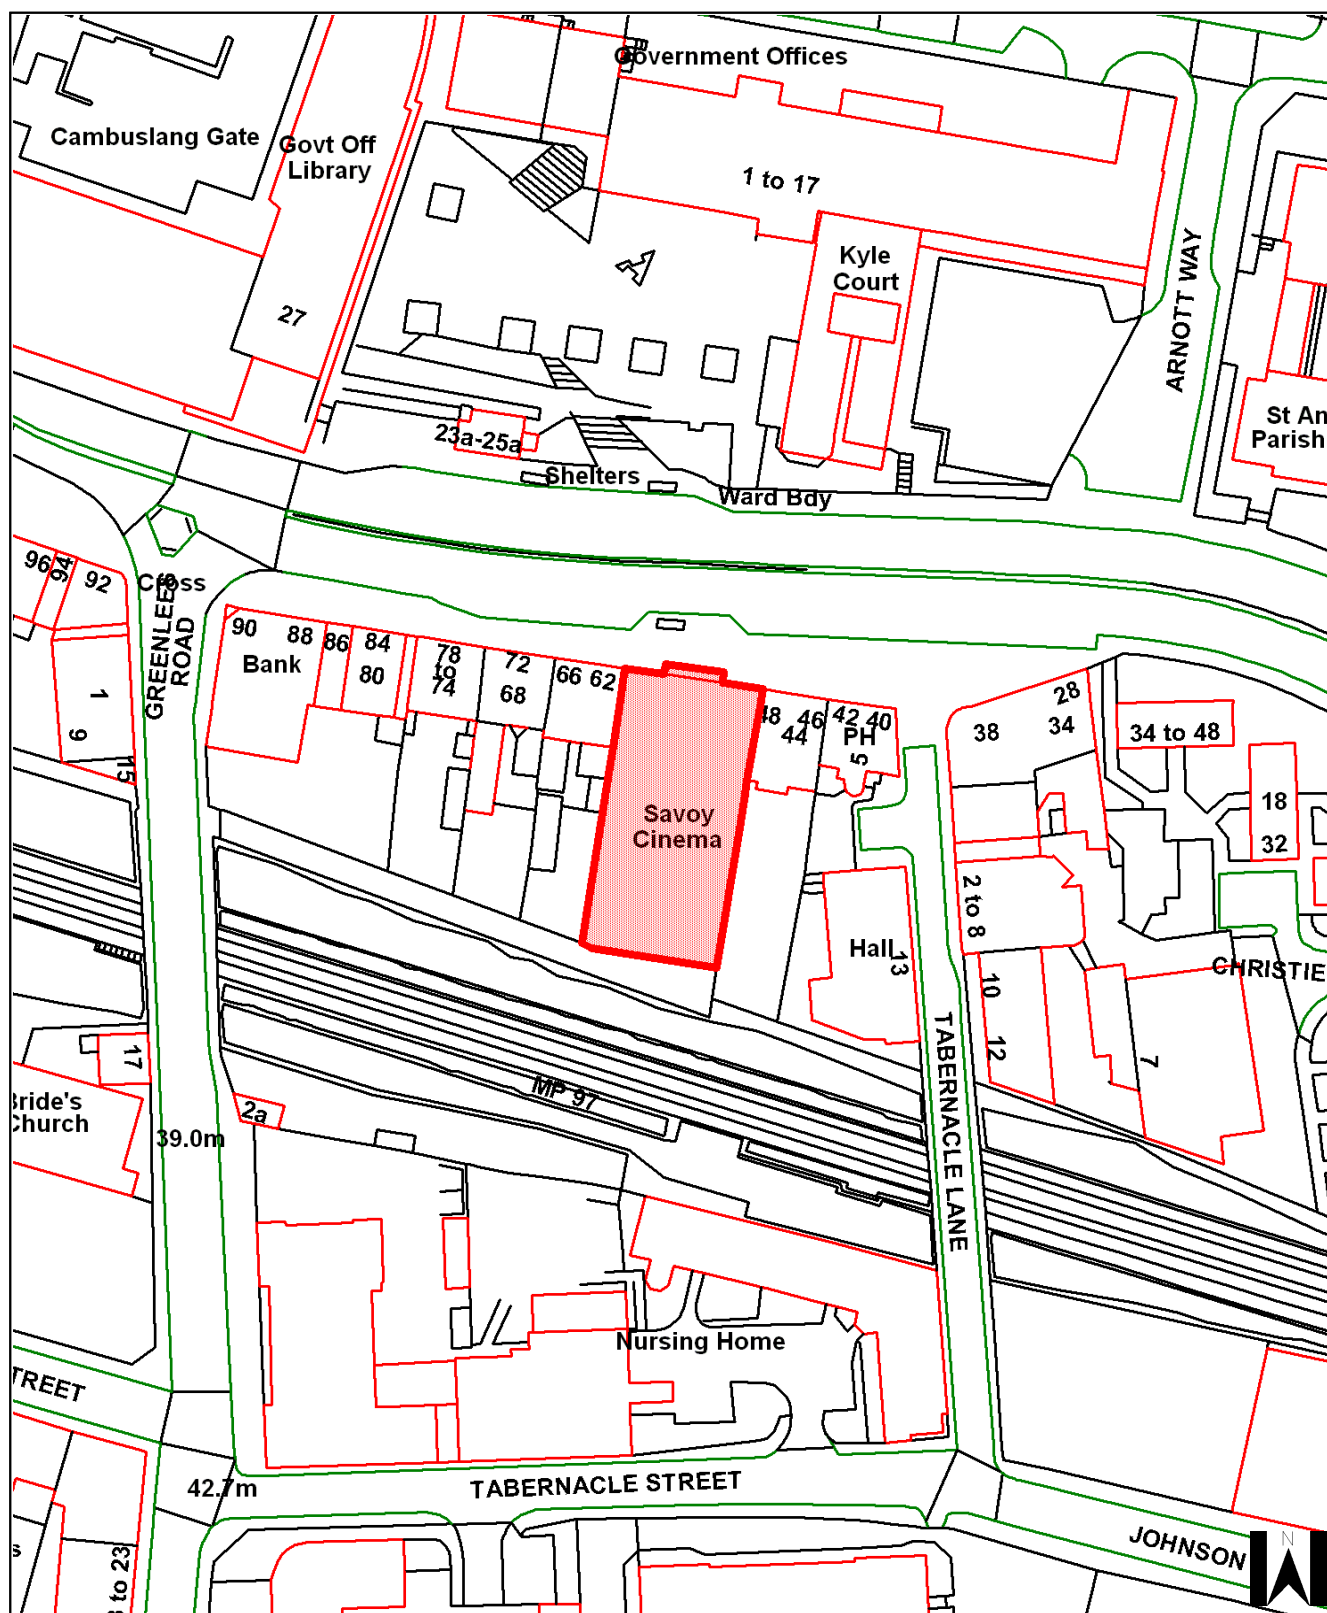 Government Offices
Cambuslang Gate
Govt Off
Library
1 to 17
Kyle
Court
ARNOTT WAY
27
St An
Parish
23a-25a
Shelters
Ward Bdy
96
94
92
Cross
GREENLEES
ROAD
90
88
86
84
80
Bank
78
to
74
72
68
66
62
48
46
44
42
40
PH
5
38
28
34
34 to 48
1
9
15
18
32
Savoy
Cinema
2 to 8
Hall
13
CHRISTIE
10
12
7
TABERNACLE LANE
17
MP 97
2a
Bride's
Church
39.0m
Nursing Home
TREET
42.7m
TABERNACLE STREET
JOHNSON
N
s
to 23